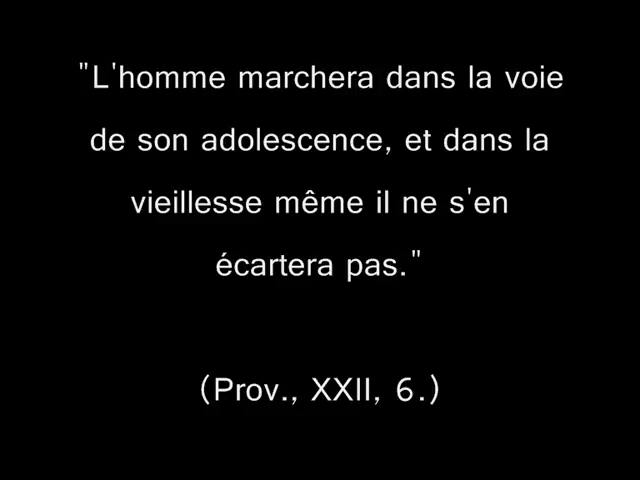 "L'homme marchera dans la voie
de son adolescence, et dans la
vieillesse même il ne s'en
écartera pas."
(Prov., XXII, 6.)